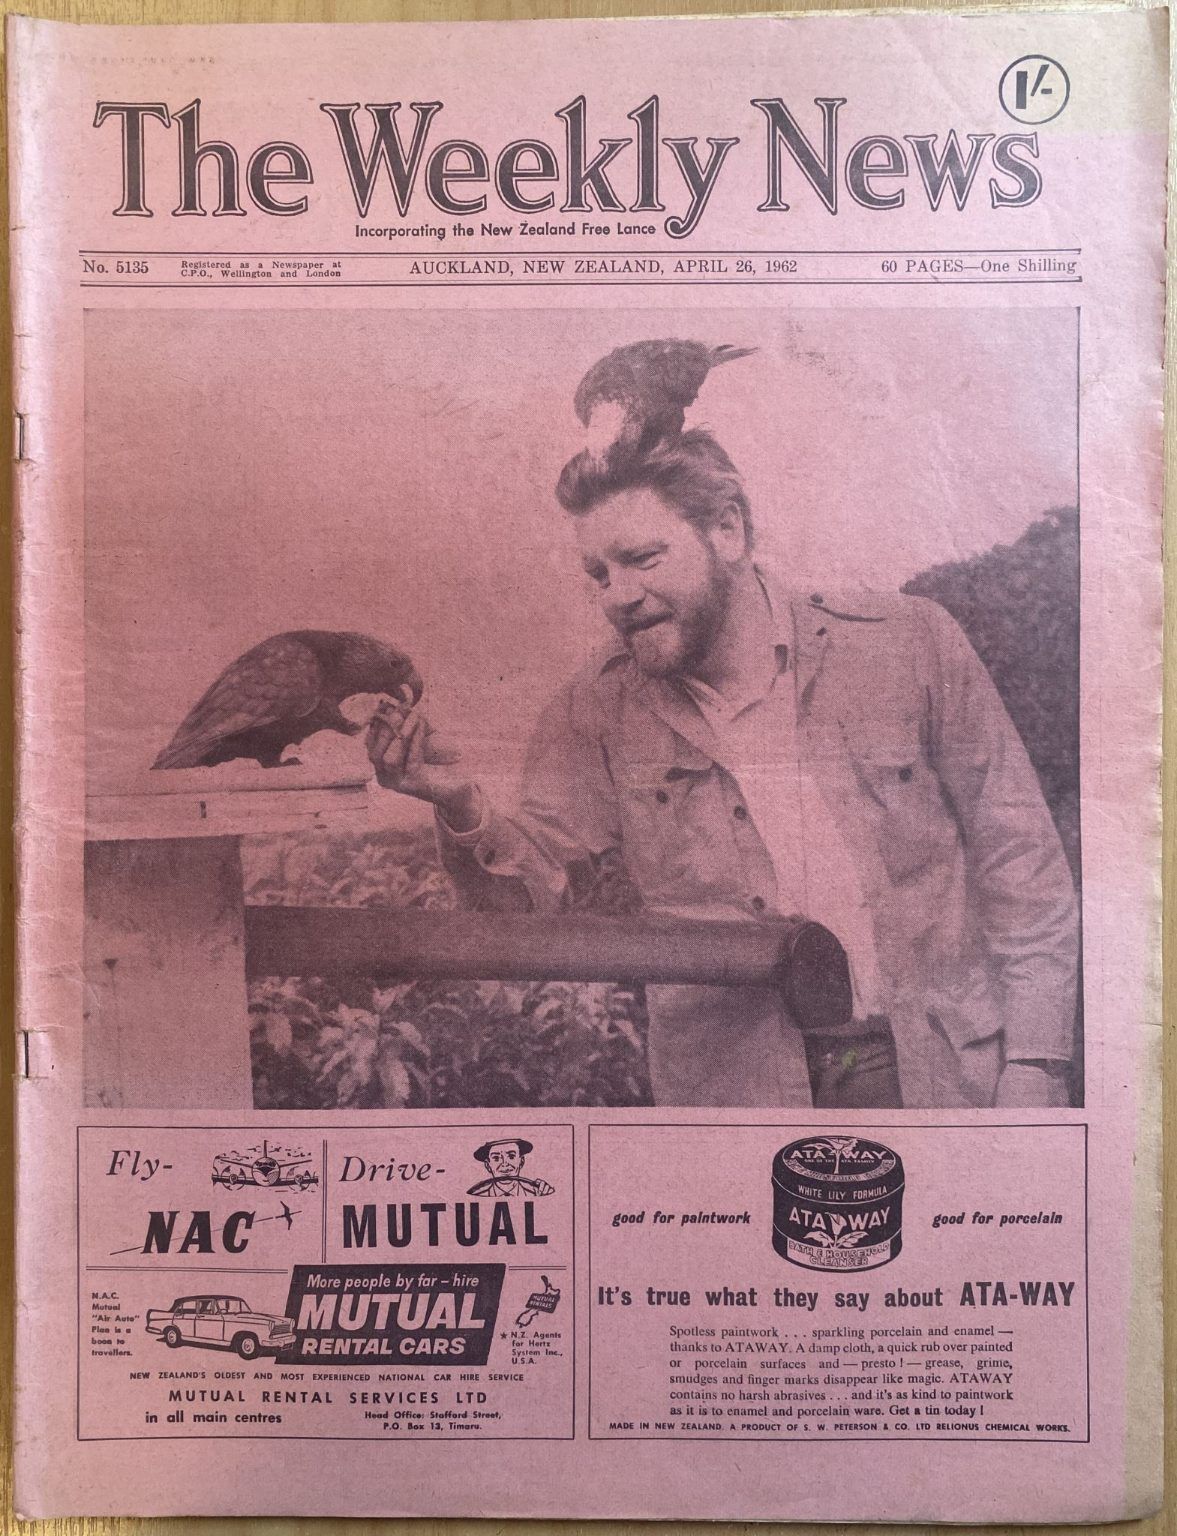 1/-
The Weekly News
Incorporating the New Zealand Free Lance
No. 5135
Registered as a Newspaper at
C.P.O., Wellington and London
AUCKLAND, NEW ZEALAND, APRIL 26, 1962
60 PAGES—One Shilling
Fly-
NAC
Drive-
MUTUAL
N.A.C.
Mutual
"Air Auto"
Plan is a
boon to
travellers.
More people by far – hire
MUTUAL
RENTAL CARS
MUTUAL
RENTALS
★ N.Z. Agents
for Hertz
System Inc.,
U.S.A.
NEW ZEALAND'S OLDEST AND MOST EXPERIENCED NATIONAL CAR HIRE SERVICE
MUTUAL RENTAL SERVICES LTD
in all main centres
Head Office: Stafford Street,
P.O. Box 13, Timaru.
ATA WAY
ONE OF THE ATA FAMILY
WHITE LILY FORMULA
ATA WAY
BATH & HOUSEHOLD
CLEANSER
good for paintwork
good for porcelain
It's true what they say about ATA-WAY
Spotless paintwork . . . sparkling porcelain and enamel —
thanks to ATAWAY. A damp cloth, a quick rub over painted
or porcelain surfaces and — presto ! — grease, grime,
smudges and finger marks disappear like magic. ATAWAY
contains no harsh abrasives . . . and it's as kind to paintwork
as it is to enamel and porcelain ware. Get a tin today !
MADE IN NEW ZEALAND. A PRODUCT OF S. W. PETERSON & CO. LTD RELIONUS CHEMICAL WORKS.